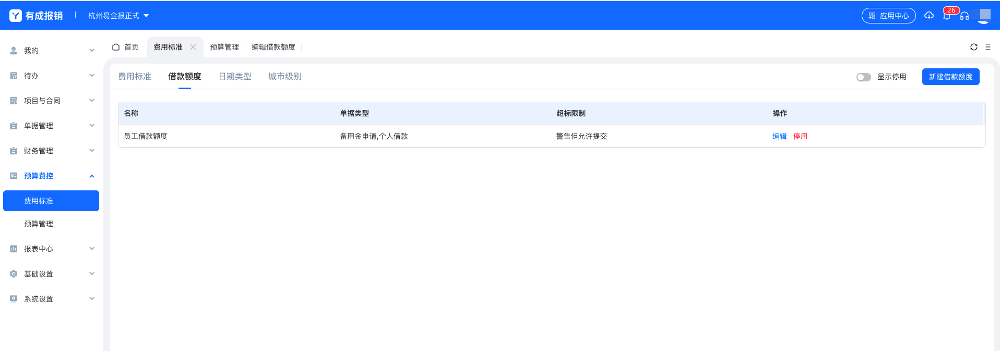 有成报销
杭州易企报正式
应用中心
26
我的
待办
项目与合同
单据管理
财务管理
预算费控
费用标准
预算管理
报表中心
基础设置
系统设置
首页
费用标准
预算管理
编辑借款额度
费用标准
借款额度
日期类型
城市级别
显示停用
新建借款额度
名称 单据类型 超标限制 操作
员工借款额度 备用金申请,个人借款 警告但允许提交 编辑 停用